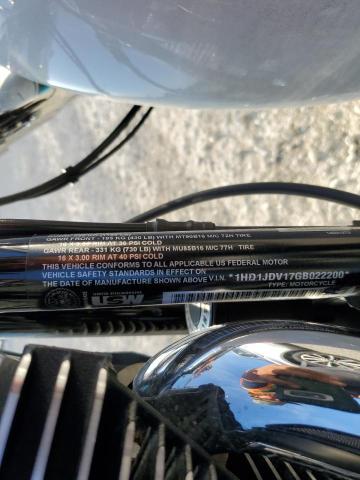 GAWR FRONT - 195 KG (430 LB) WITH MT90B16 M/C 72H TIRE
16 X 3.00 RIM AT 36 PSI COLD
GAWR REAR - 331 KG (730 LB) WITH MU85B16 M/C 77H TIRE
16 X 3.00 RIM AT 40 PSI COLD
THIS VEHICLE CONFORMS TO ALL APPLICABLE US FEDERAL MOTOR
VEHICLE SAFETY STANDARDS IN EFFECT ON
THE DATE OF MANUFACTURE SHOWN ABOVE V.I.N. *1HD1JDV17GB022200*
TYPE: MOTORCYCLE